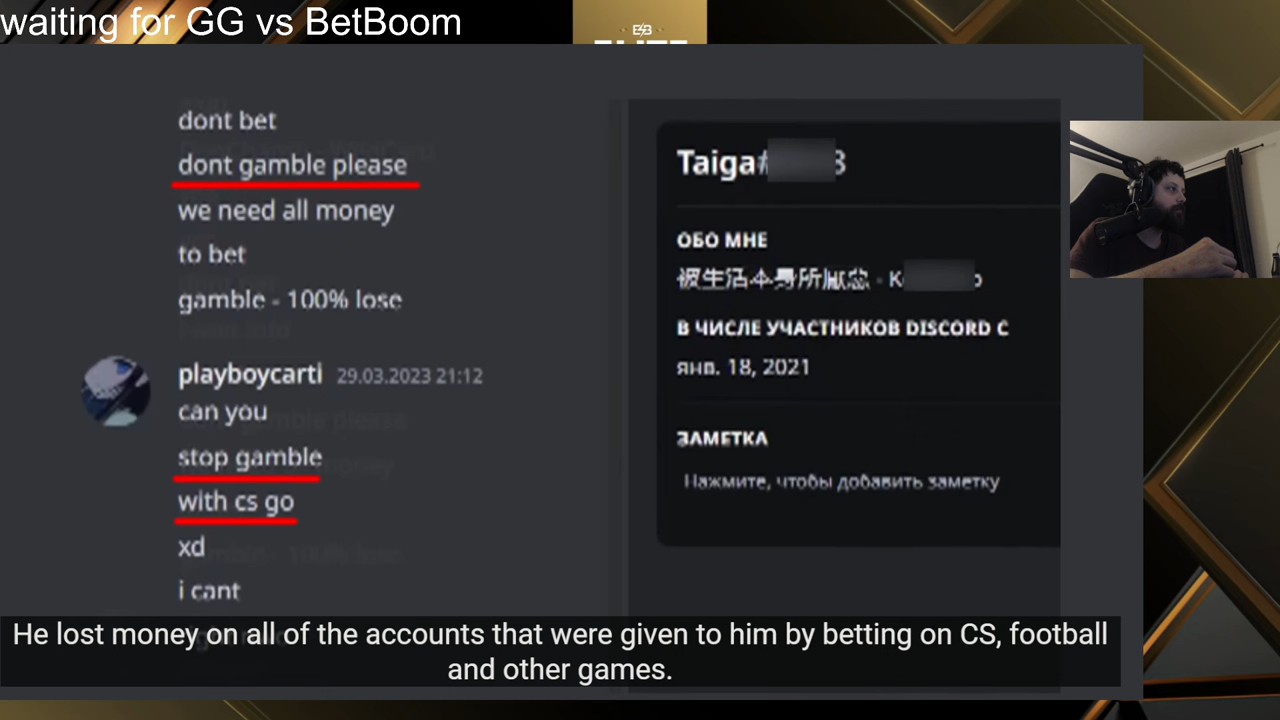 waiting for GG vs BetBoom
dont bet
dont gamble please
we need all money
to bet
gamble - 100% lose
playboycarti 29.03.2023 21:12
can you
stop gamble
with cs go
xd
i cant
Taiga# 3
ОБО МНЕ
В ЧИСЛЕ УЧАСТНИКОВ DISCORD С
янв. 18, 2021
ЗАМЕТКА
Нажмите, чтобы добавить заметку
He lost money on all of the accounts that were given to him by betting on CS, football
and other games.